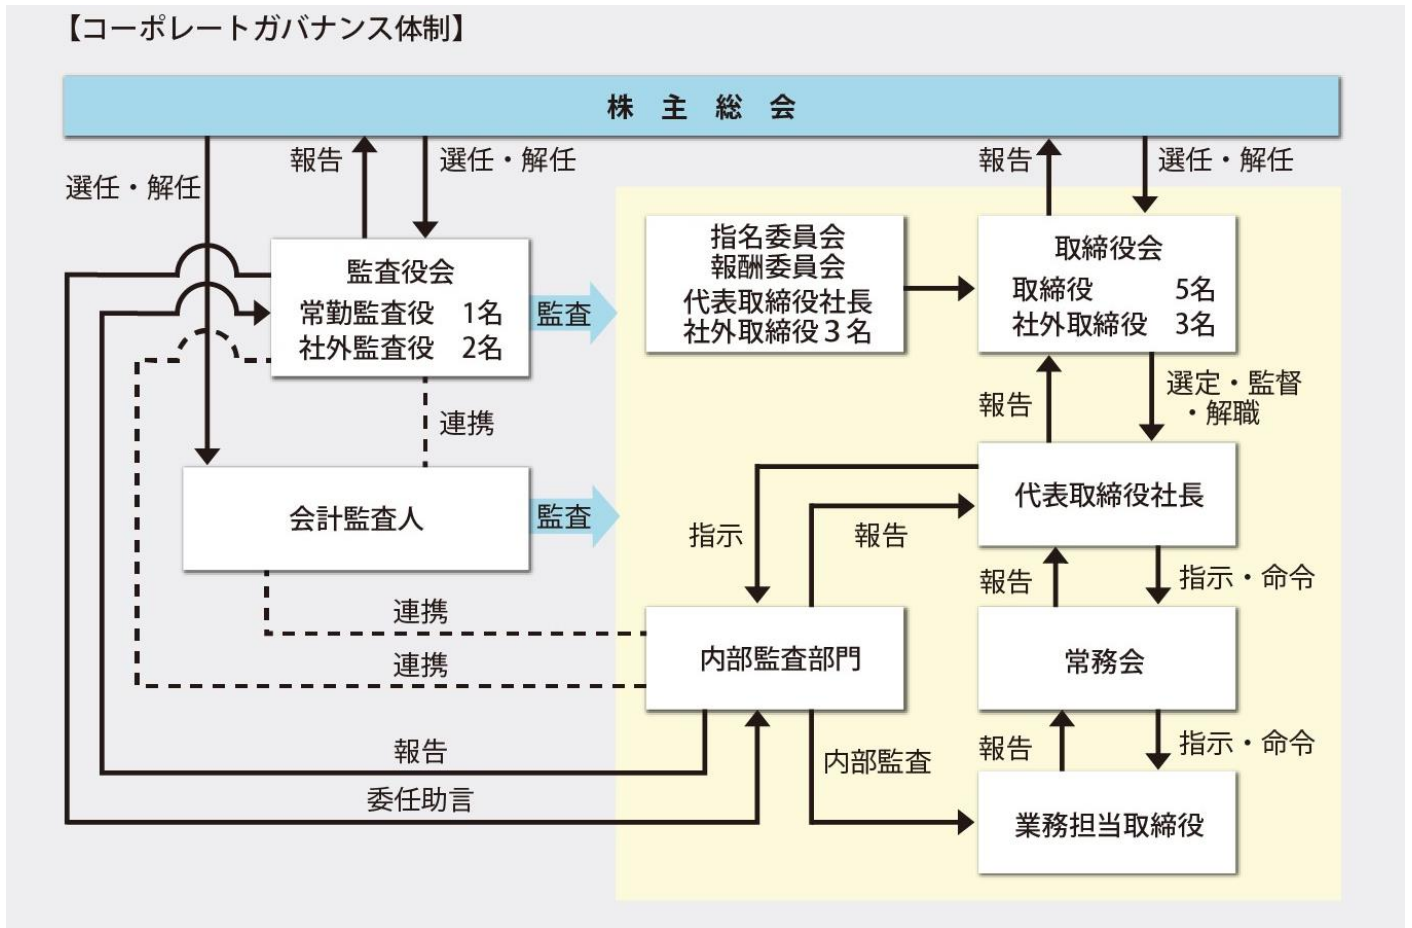 【コーポレートガバナンス体制】
株 主 総 会
選任・解任
報告
選任・解任
報告
選任・解任
監査役会
常勤監査役 1名
社外監査役 2名
監査
指名委員会
報酬委員会
代表取締役社長
社外取締役 3 名
取締役会
取締役 5名
社外取締役 3名
連携
報告
選定・監督
・解職
会計監査人
監査
代表取締役社長
指示
報告
報告
指示・命令
連携
連携
内部監査部門
常務会
報告
委任助言
内部監査
報告
指示・命令
業務担当取締役